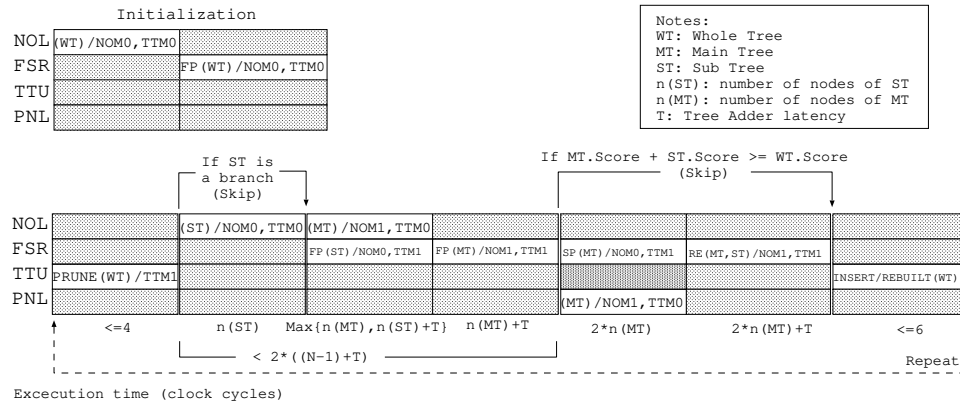 Initialization
NOL (WT)/NOM0,TTM0
FSR FP(WT)/NOM0,TTM0
TTU
PNL
Notes:
WT: Whole Tree
MT: Main Tree
ST: Sub Tree
n(ST): number of nodes of ST
n(MT): number of nodes of MT
T: Tree Adder latency
If ST is
a branch
(Skip)
If MT.Score + ST.Score >= WT.Score
(Skip)
NOL (ST)/NOM0,TTM0 (MT)/NOM1,TTM0
FSR FP(ST)/NOM0,TTM1 FP(MT)/NOM1,TTM1 SP(MT)/NOM0,TTM1 RE(MT,ST)/NOM1,TTM1
TTU PRUNE(WT)/TTM1 INSERT/REBUILT(WT)
PNL (MT)/NOM1,TTM0
<=4 n(ST) Max{n(MT),n(ST)+T} n(MT)+T 2*n(MT) 2*n(MT)+T <=6
< 2*((N-1)+T)
Repeat
Excecution time (clock cycles)